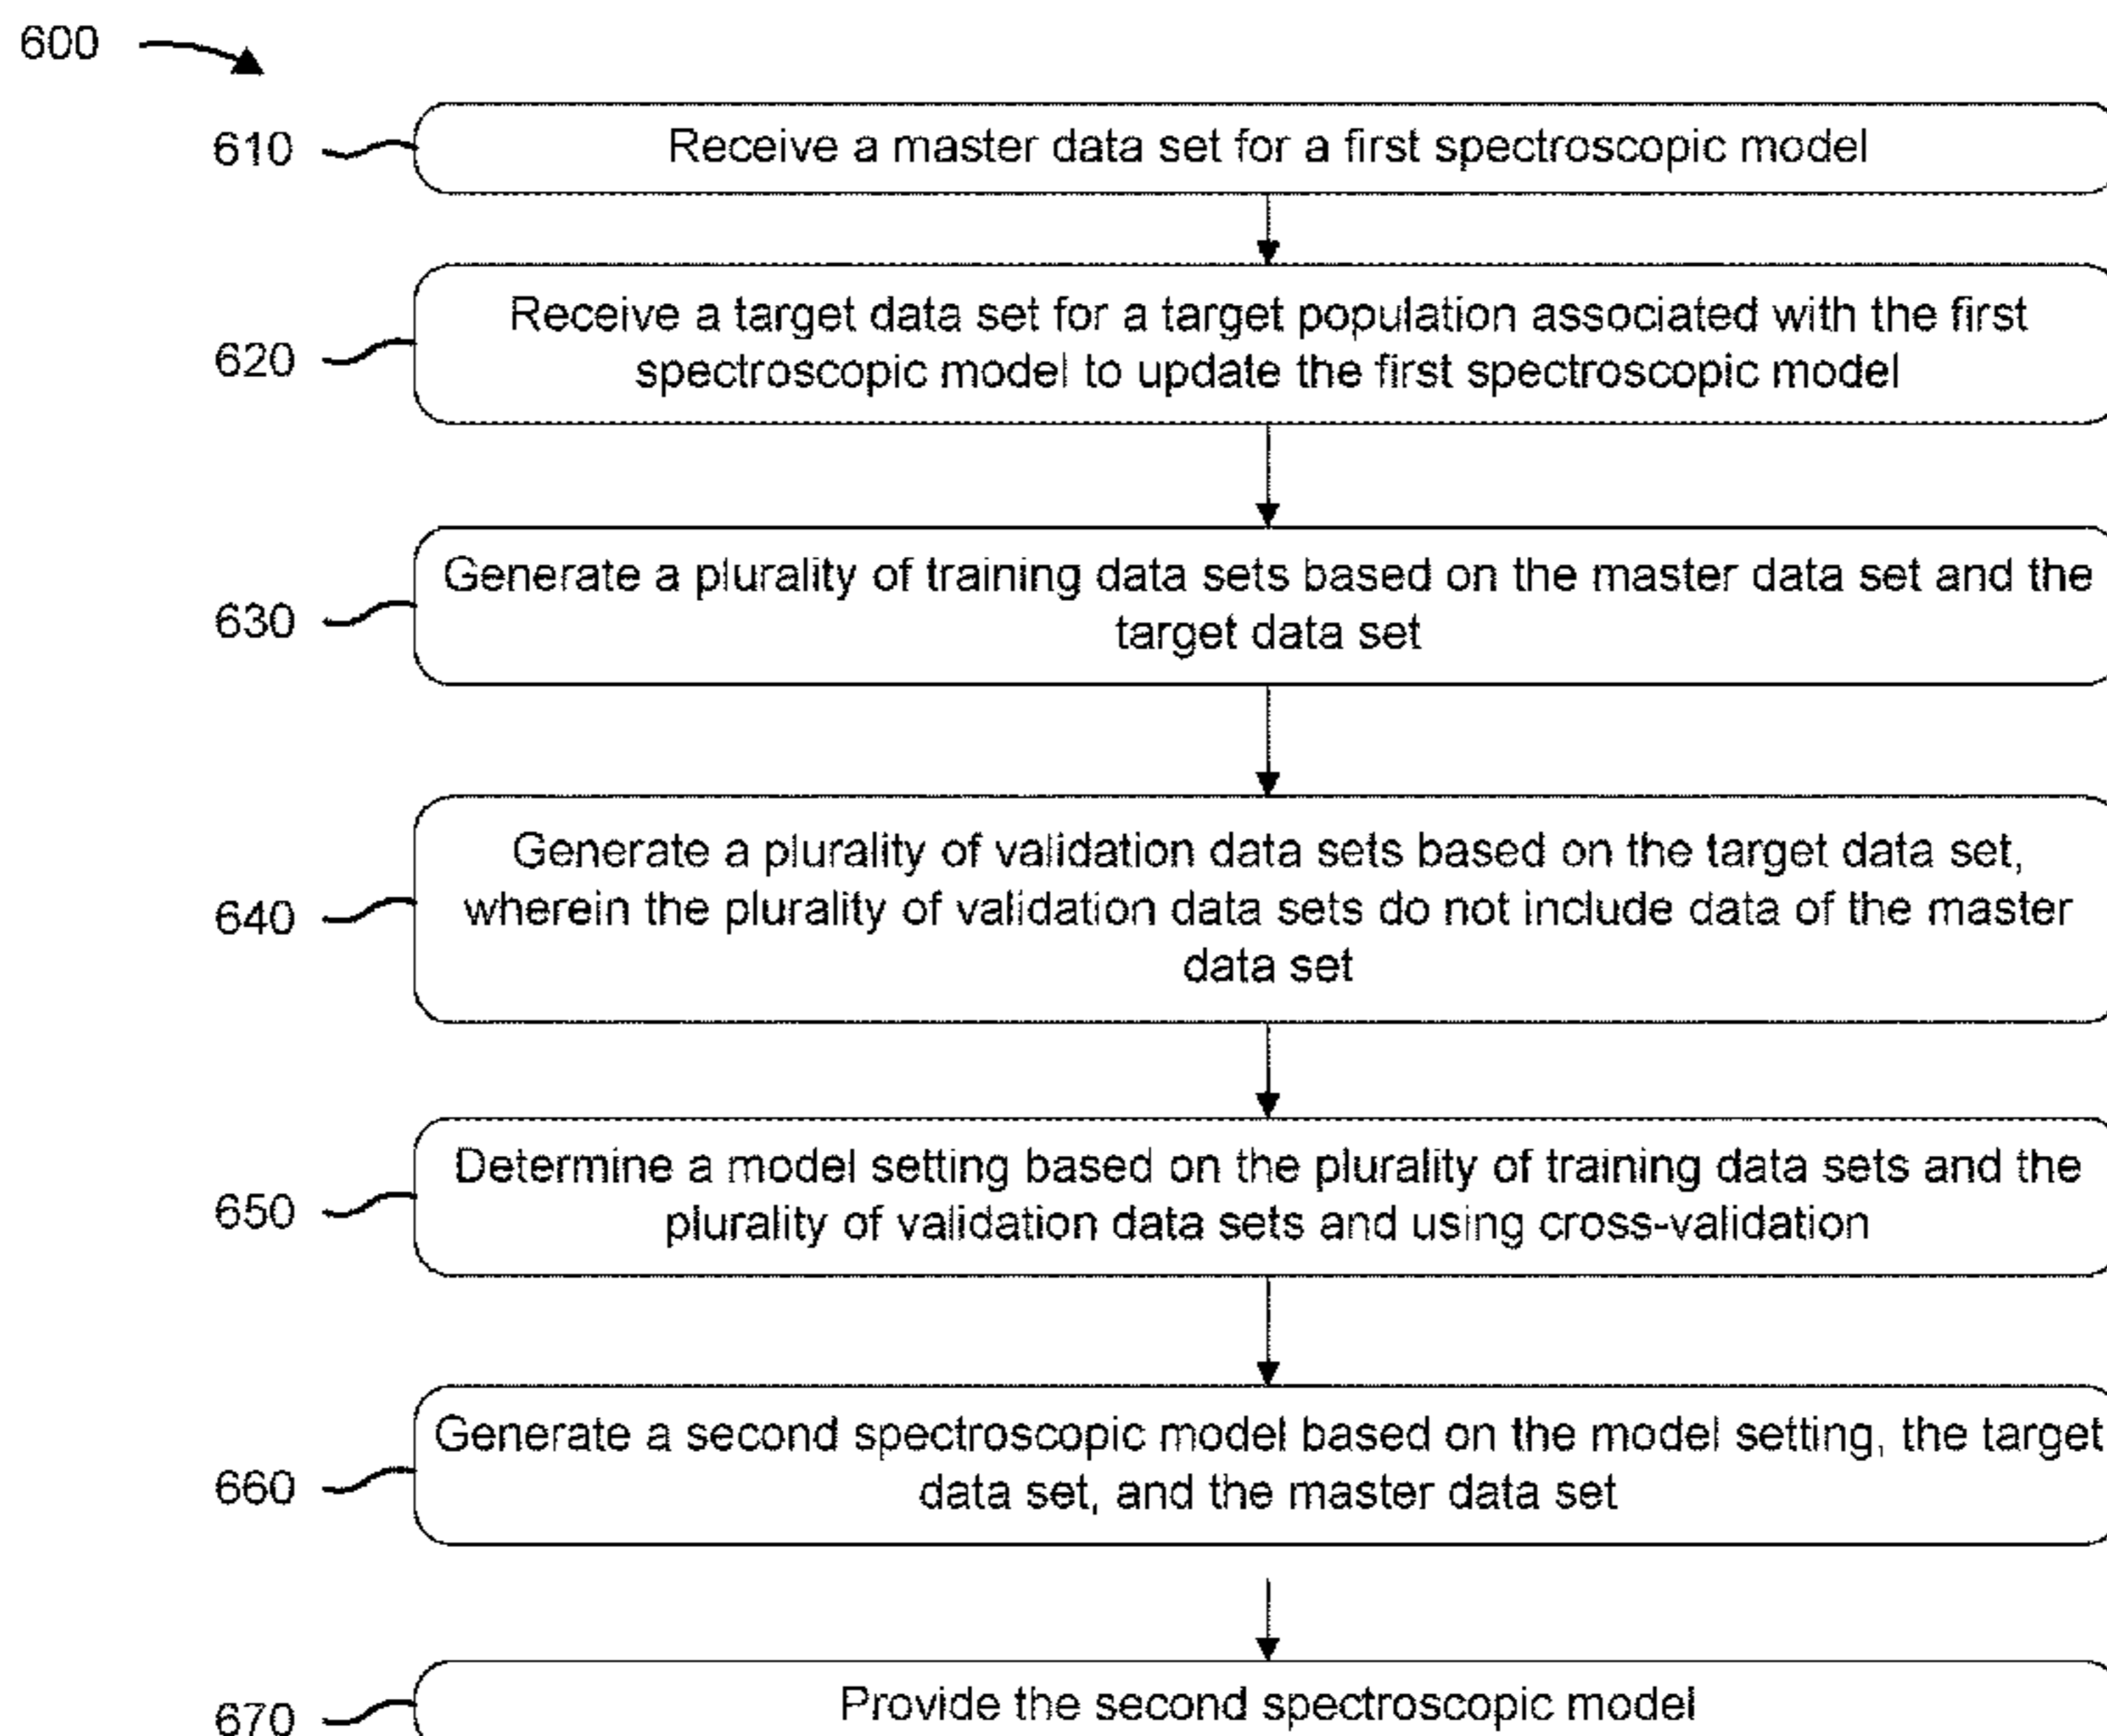 600
610
Receive a master data set for a first spectroscopic model
620
Receive a target data set for a target population associated with the first
spectroscopic model to update the first spectroscopic model
630
Generate a plurality of training data sets based on the master data set and the
target data set
640
Generate a plurality of validation data sets based on the target data set,
wherein the plurality of validation data sets do not include data of the master
data set
650
Determine a model setting based on the plurality of training data sets and the
plurality of validation data sets and using cross-validation
660
Generate a second spectroscopic model based on the model setting, the target
data set, and the master data set
670
Provide the second spectroscopic model